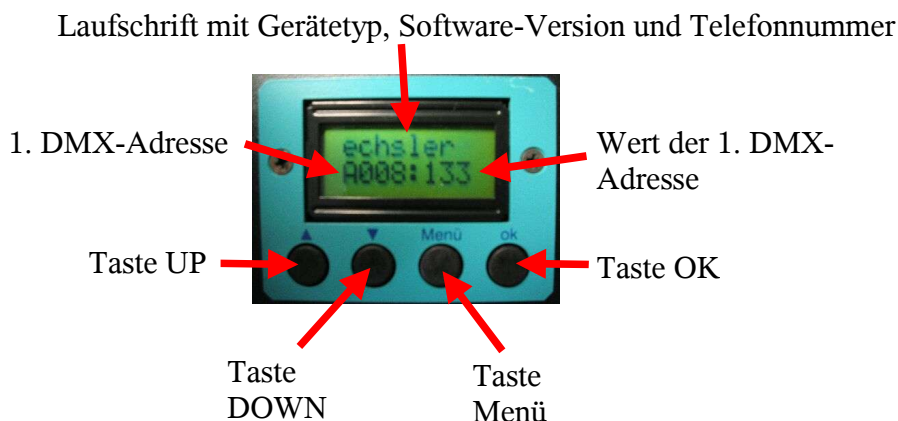 Laufschrift mit Gerätetyp, Software-Version und Telefonnummer
1. DMX-Adresse
echsler
A008:133
Wert der 1. DMX-
Adresse
▲ ▼ Menü ok
Taste UP
Taste OK
Taste
DOWN
Taste
Menü